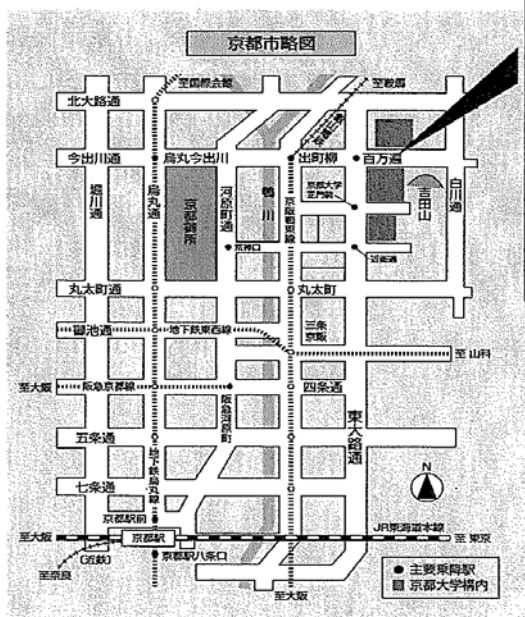 京都市略図
至国際会館
至鞍馬
北大路通
今出川通
烏丸今出川
出町柳
百万遍
堀川通
烏丸通
京都御所
河原町通
鴨川
京阪鴨東線
京都大学
正門前
吉田山
白川通
荒神口
近衛通
丸太町通
丸太町
御池通
地下鉄東西線
三条
京阪
至 山科
至大阪
阪急京都線
阪急河原町
四条通
五条通
東大路通
七条通
地下鉄烏丸線
N
京都駅前
JR東海道本線
至大阪
京都駅
至 東京
(近鉄)
京都駅八条口
至奈良
至大阪
主要乗降駅
京都大学構内